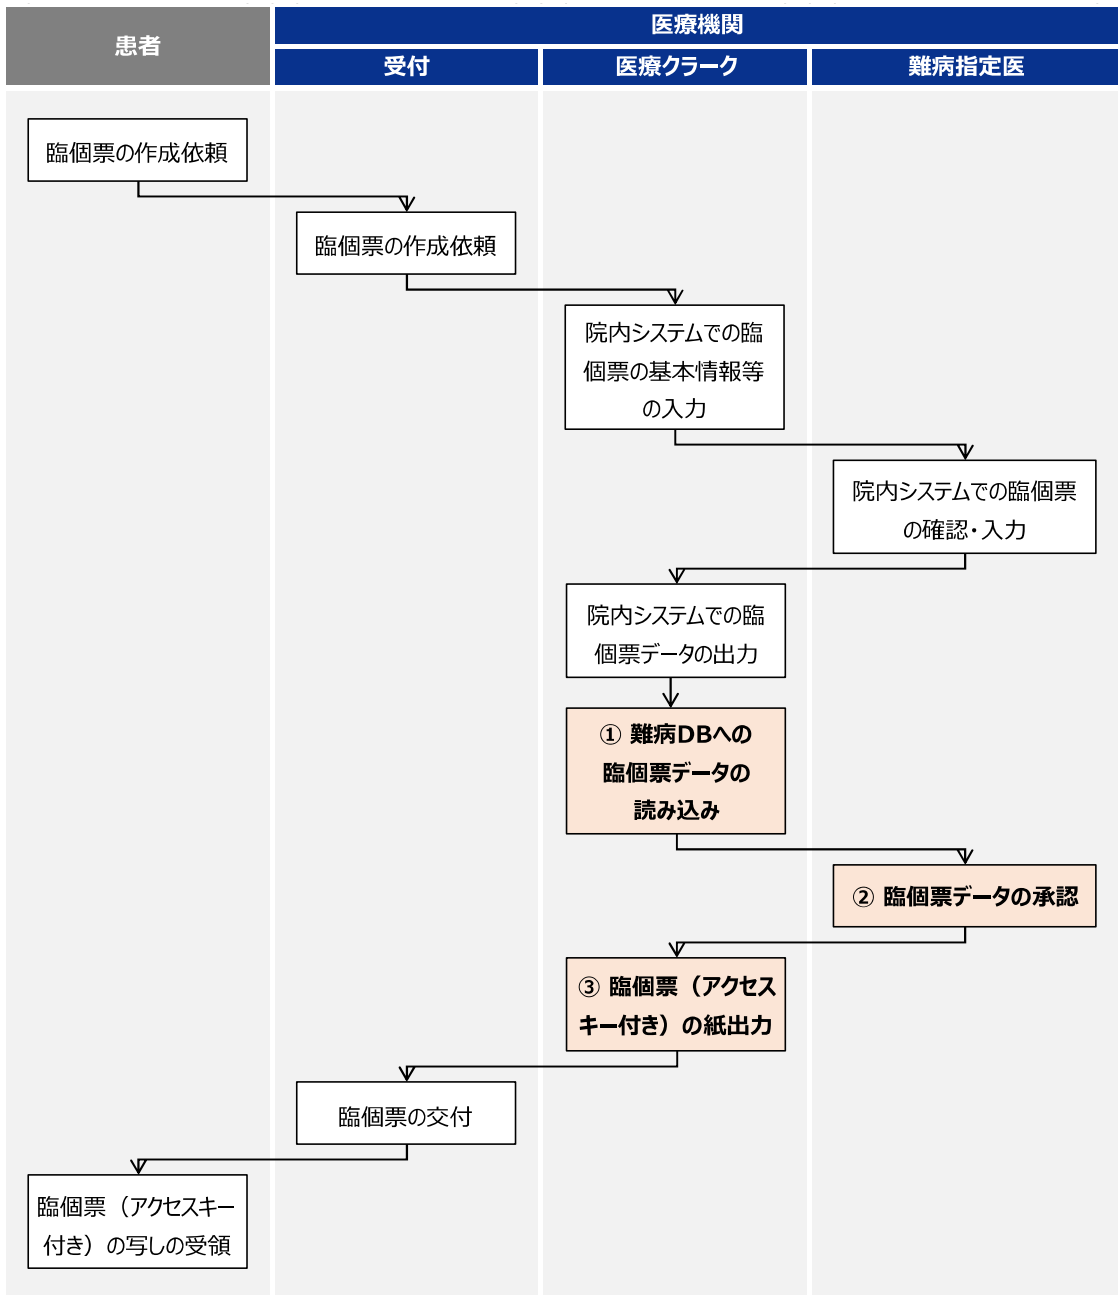 患者
医療機関
受付
医療クラーク
難病指定医
臨個票の作成依頼
臨個票の作成依頼
院内システムでの臨
個票の基本情報等
の入力
院内システムでの臨個票
の確認・入力
院内システムでの臨
個票データの出力
① 難病DBへの
臨個票データの
読み込み
② 臨個票データの承認
③ 臨個票（アクセス
キー付き）の紙出力
臨個票の交付
臨個票（アクセスキー
付き）の写しの受領